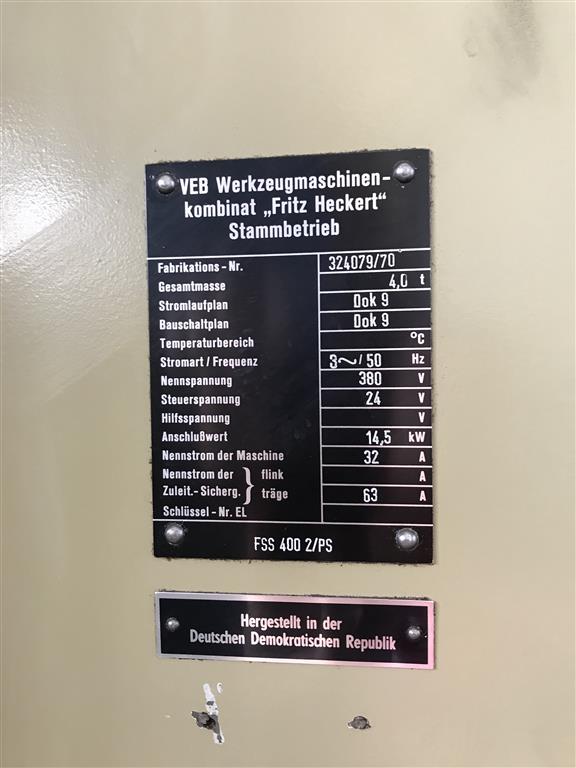 VEB Werkzeugmaschinen-
kombinat „Fritz Heckert“
Stammbetrieb
Fabrikations - Nr. 324079/70
Gesamtmasse 4,0 t
Stromlaufplan Dok 9
Bauschaltplan Dok 9
Temperaturbereich °C
Stromart / Frequenz 3~/50 Hz
Nennspannung 380 V
Steuerspannung 24 V
Hilfsspannung V
Anschlußwert 14,5 kW
Nennstrom der Maschine 32 A
Nennstrom der } flink A
Zuleit.- Sicherg. } träge 63 A
Schlüssel - Nr. EL
FSS 400 2/PS
Hergestellt in der
Deutschen Demokratischen Republik